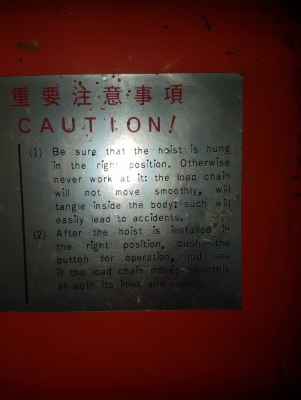 重要注意事項
CAUTION!
(1) Be sure that the hoist is hung
in the right position. Otherwise
never work at it: the load chain
will not move smoothly, will
tangle inside the body: such will
easily lead to accidents.
(2) After the hoist is installed in
the right position, push the
button for operation, and see
if the load chain moves smoothly
at both its inlet and outlet.